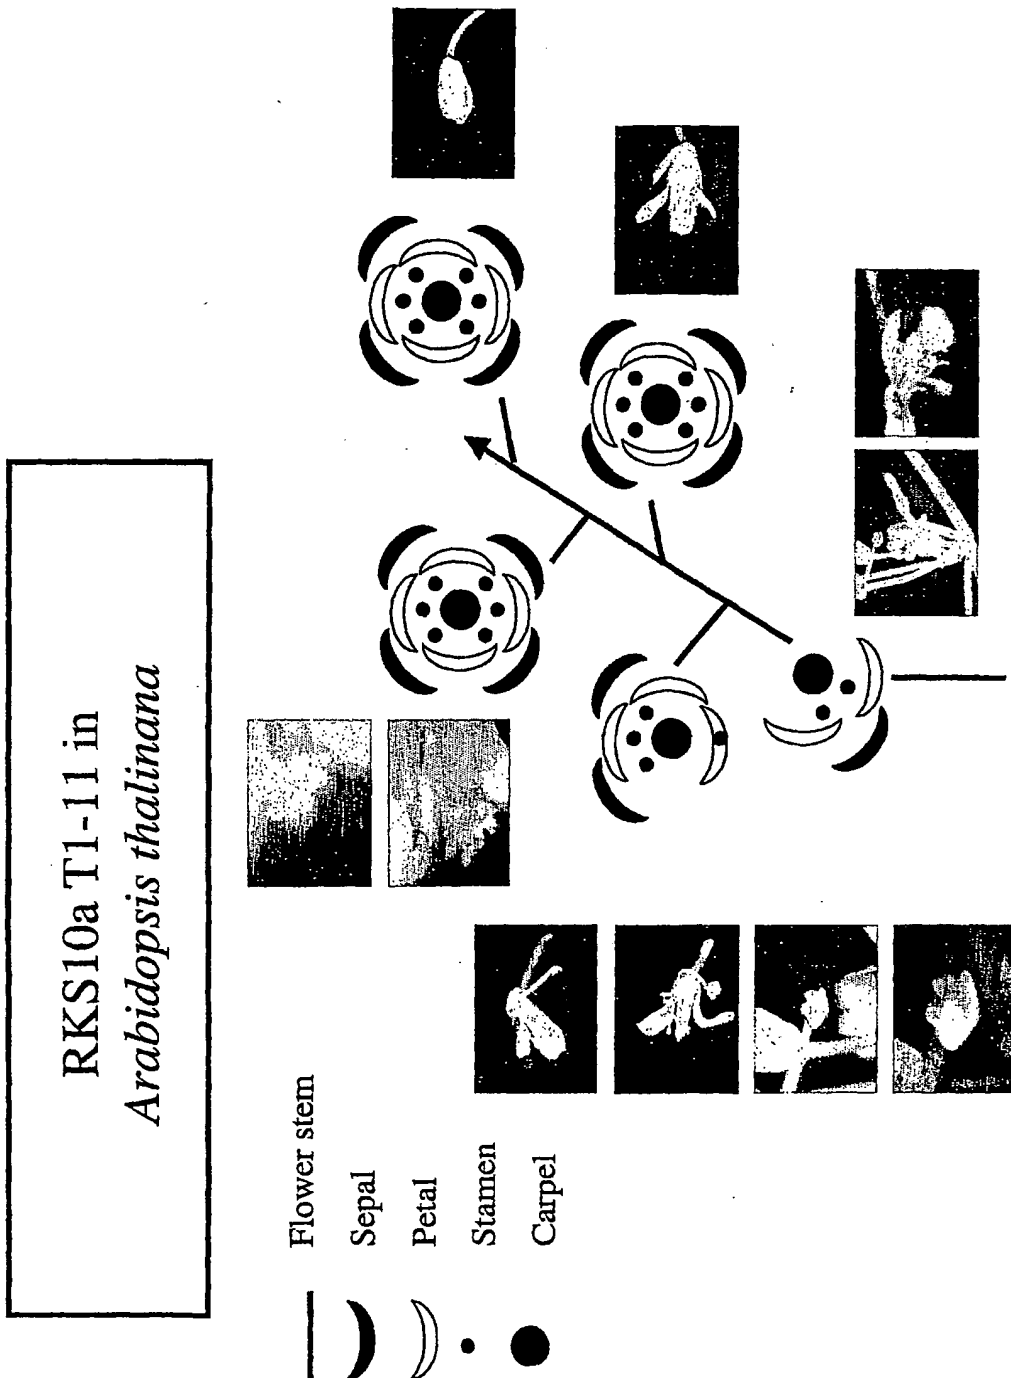 RKS10a T1-11 in
Arabidopsis thalinana
Flower stem
Sepal
Petal
Stamen
Carpel